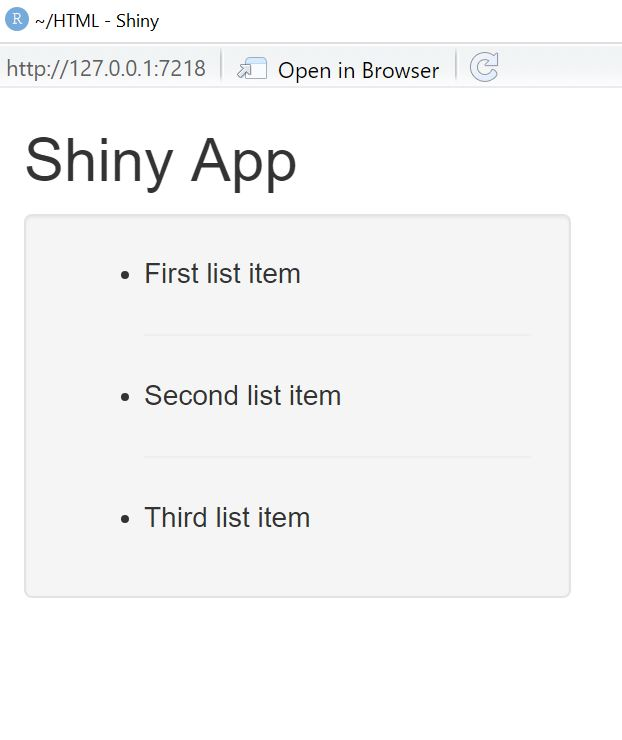 R ~/HTML - Shiny
http://127.0.0.1:7218 Open in Browser
Shiny App
• First list item
• Second list item
• Third list item